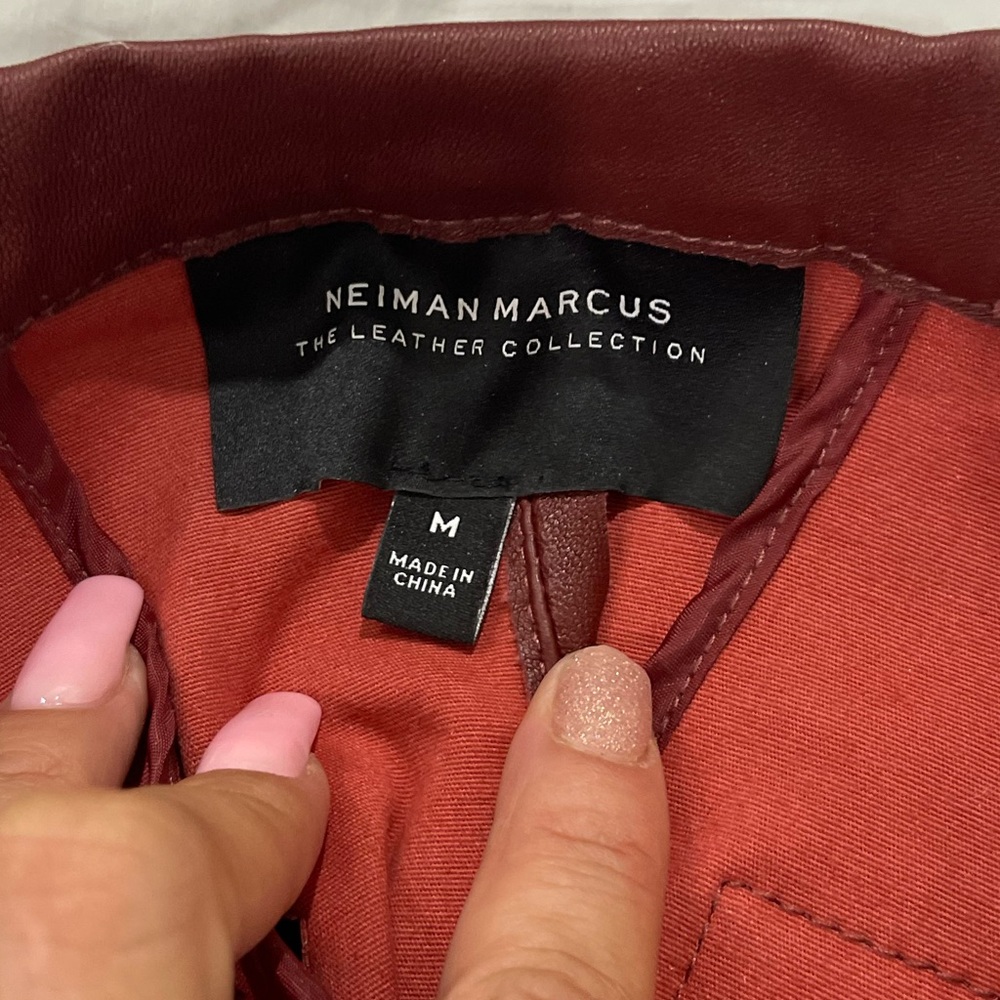 NEIMAN MARCUS
THE LEATHER COLLECTION
M
MADE IN
CHINA